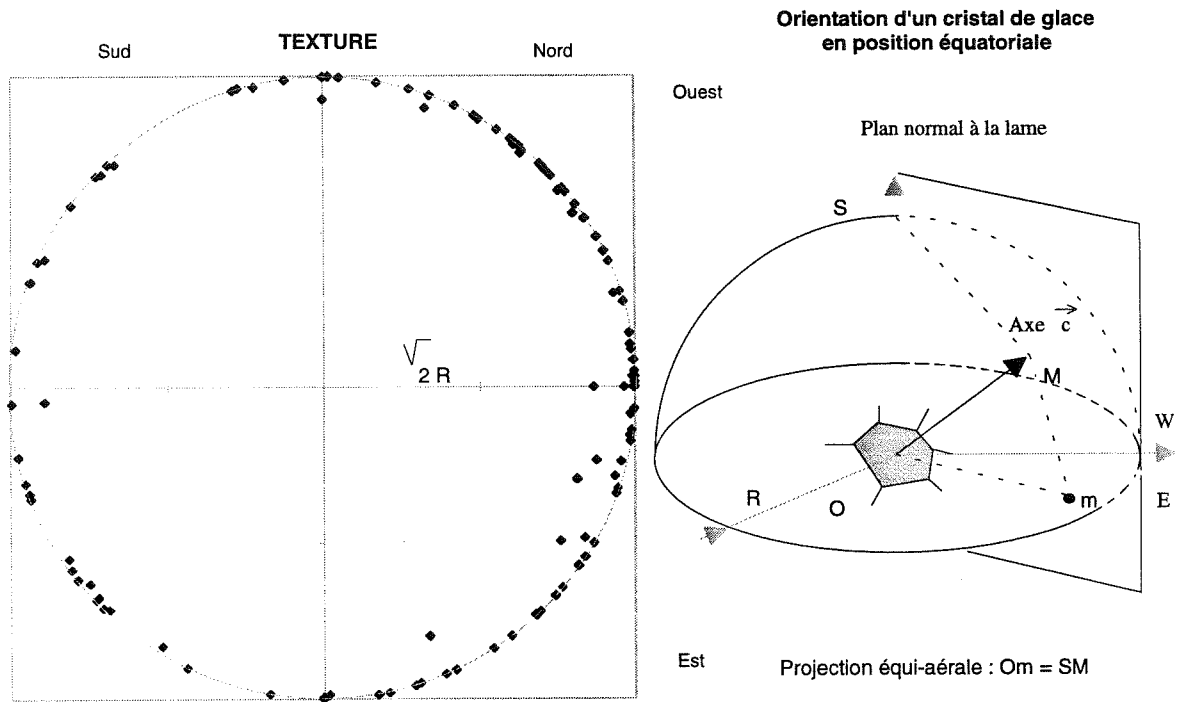 Sud
TEXTURE
Nord
√2 R
Orientation d'un cristal de glace
en position équatoriale
Ouest
Plan normal à la lame
S
Axe c
M
W
R
O
m
E
Est
Projection équi-aérale : Om = SM